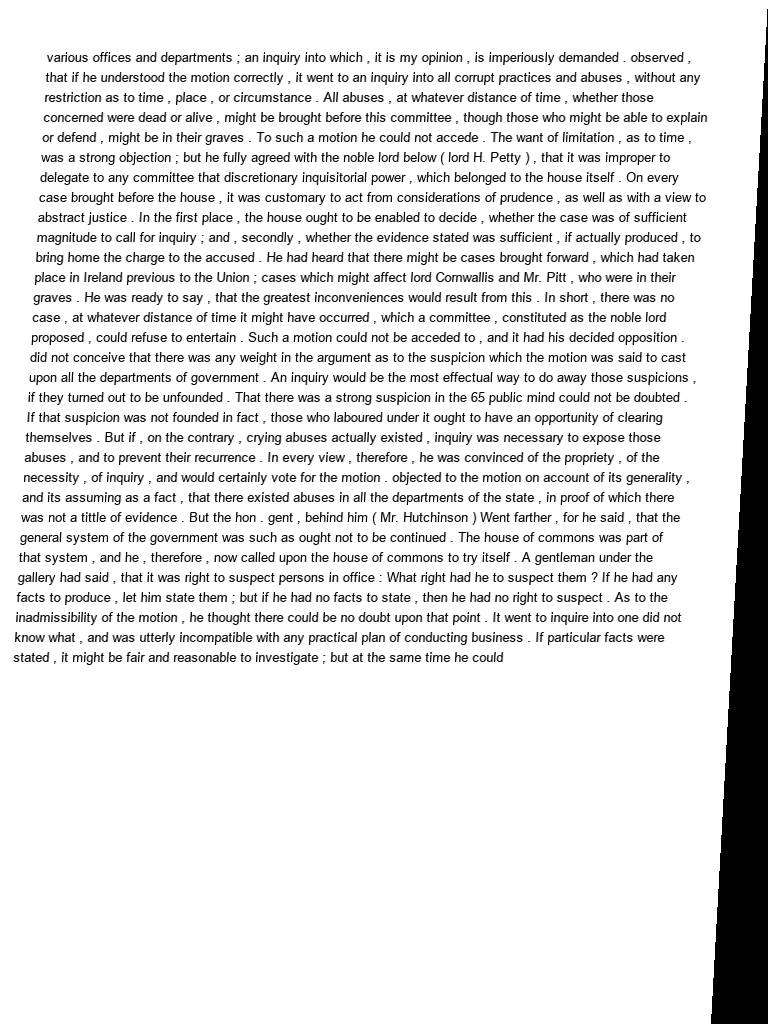 various offices and departments ; an inquiry into which , it is my opinion , is imperiously demanded . observed ,
that if he understood the motion correctly , it went to an inquiry into all corrupt practices and abuses , without any
restriction as to time , place , or circumstance . All abuses , at whatever distance of time , whether those
concerned were dead or alive , might be brought before this committee , though those who might be able to explain
or defend , might be in their graves . To such a motion he could not accede . The want of limitation , as to time ,
was a strong objection ; but he fully agreed with the noble lord below ( lord H. Petty ) , that it was improper to
delegate to any committee that discretionary inquisitorial power , which belonged to the house itself . On every
case brought before the house , it was customary to act from considerations of prudence , as well as with a view to
abstract justice . In the first place , the house ought to be enabled to decide , whether the case was of sufficient
magnitude to call for inquiry ; and , secondly , whether the evidence stated was sufficient , if actually produced , to
bring home the charge to the accused . He had heard that there might be cases brought forward , which had taken
place in Ireland previous to the Union ; cases which might affect lord Cornwallis and Mr. Pitt , who were in their
graves . He was ready to say , that the greatest inconveniences would result from this . In short , there was no
case , at whatever distance of time it might have occurred , which a committee , constituted as the noble lord
proposed , could refuse to entertain . Such a motion could not be acceded to , and it had his decided opposition .
did not conceive that there was any weight in the argument as to the suspicion which the motion was said to cast
upon all the departments of government . An inquiry would be the most effectual way to do away those suspicions ,
if they turned out to be unfounded . That there was a strong suspicion in the 65 public mind could not be doubted .
If that suspicion was not founded in fact , those who laboured under it ought to have an opportunity of clearing
themselves . But if , on the contrary , crying abuses actually existed , inquiry was necessary to expose those
abuses , and to prevent their recurrence . In every view , therefore , he was convinced of the propriety , of the
necessity , of inquiry , and would certainly vote for the motion . objected to the motion on account of its generality ,
and its assuming as a fact , that there existed abuses in all the departments of the state , in proof of which there
was not a tittle of evidence . But the hon . gent , behind him ( Mr. Hutchinson ) Went farther , for he said , that the
general system of the government was such as ought not to be continued . The house of commons was part of
that system , and he , therefore , now called upon the house of commons to try itself . A gentleman under the
gallery had said , that it was right to suspect persons in office : What right had he to suspect them ? If he had any
facts to produce , let him state them ; but if he had no facts to state , then he had no right to suspect . As to the
inadmissibility of the motion , he thought there could be no doubt upon that point . It went to inquire into one did not
know what , and was utterly incompatible with any practical plan of conducting business . If particular facts were
stated , it might be fair and reasonable to investigate ; but at the same time he could